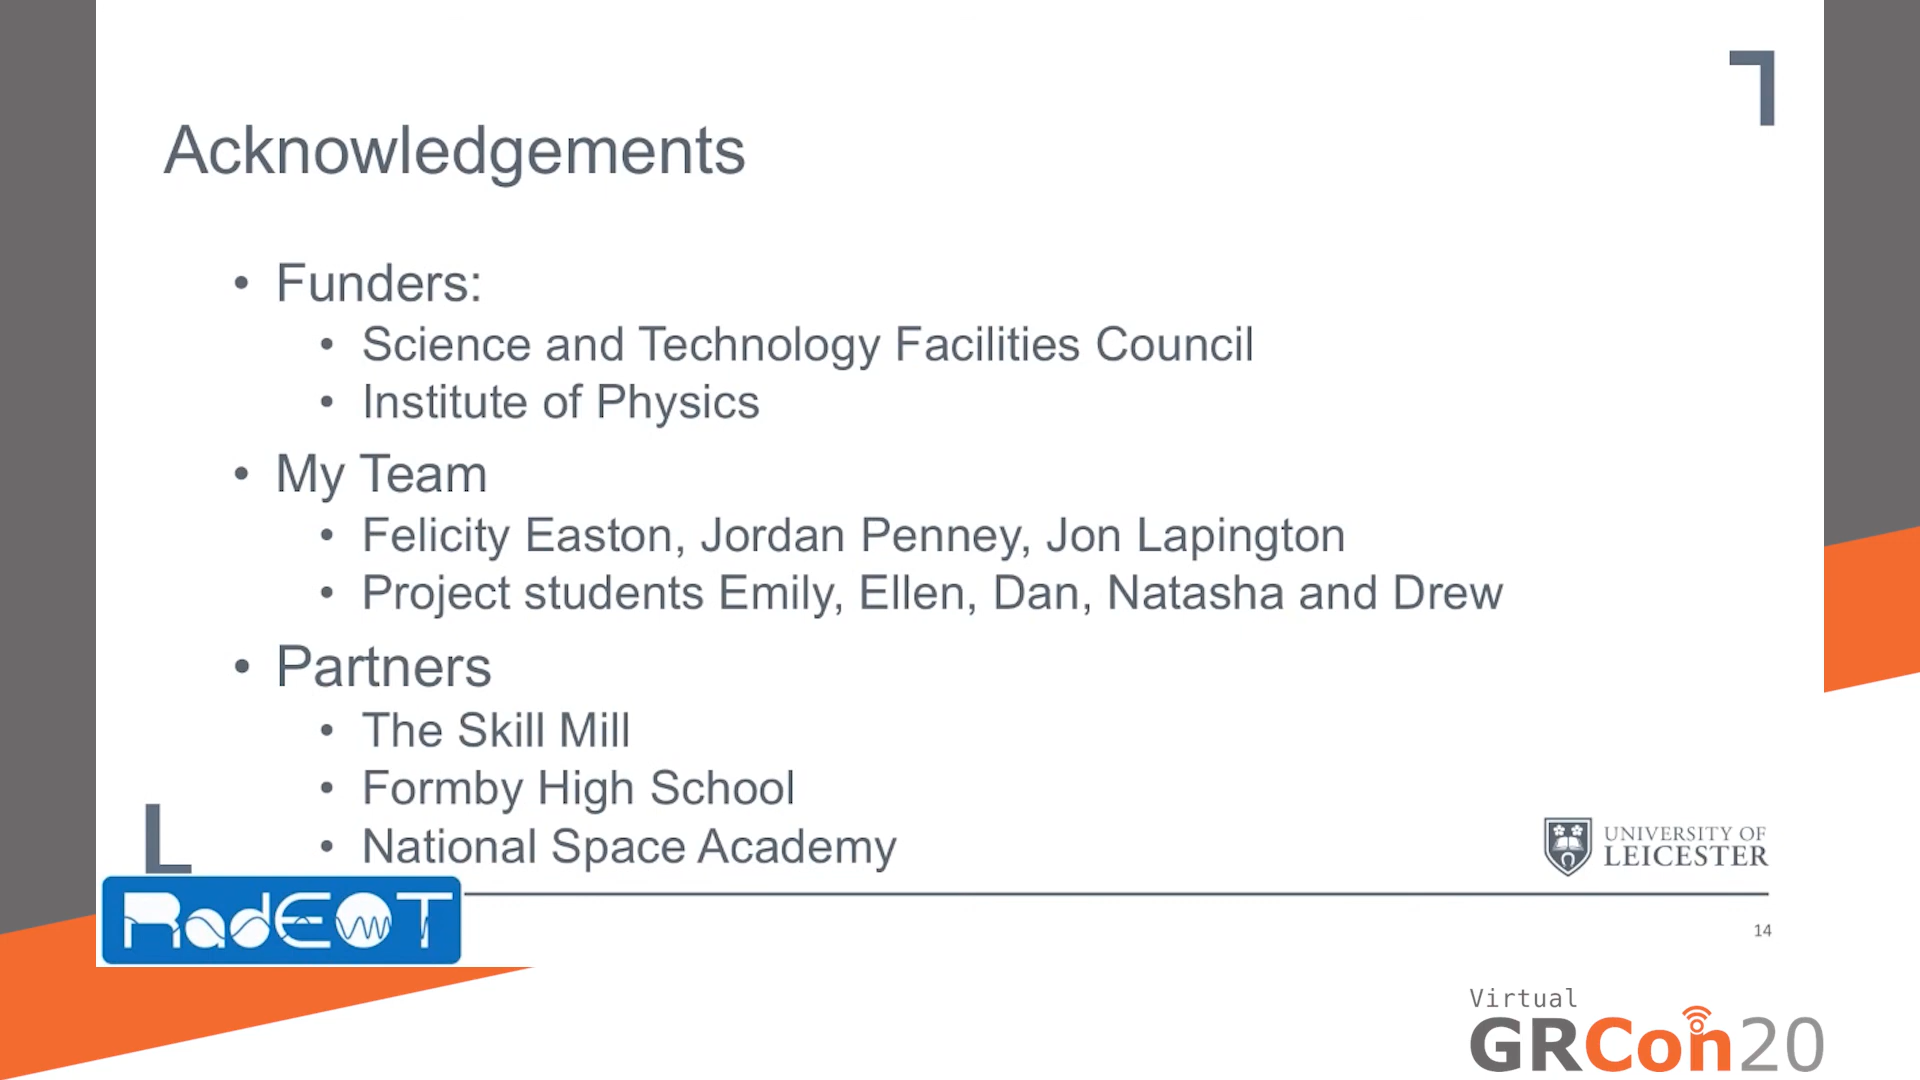 Acknowledgements
• Funders:
• Science and Technology Facilities Council
• Institute of Physics
• My Team
• Felicity Easton, Jordan Penney, Jon Lapington
• Project students Emily, Ellen, Dan, Natasha and Drew
• Partners
• The Skill Mill
• Formby High School
• National Space Academy
UNIVERSITY OF
LEICESTER
RadEOT
14
Virtual
GRCon20